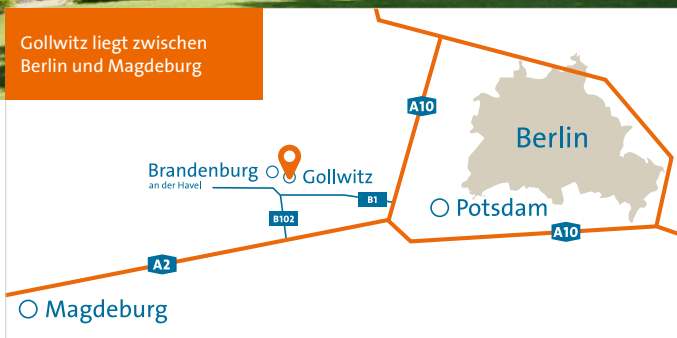 Gollwitz liegt zwischen
Berlin und Magdeburg
A10
Berlin
Brandenburg
an der Havel
Gollwitz
B1
Potsdam
B102
A10
A2
Magdeburg